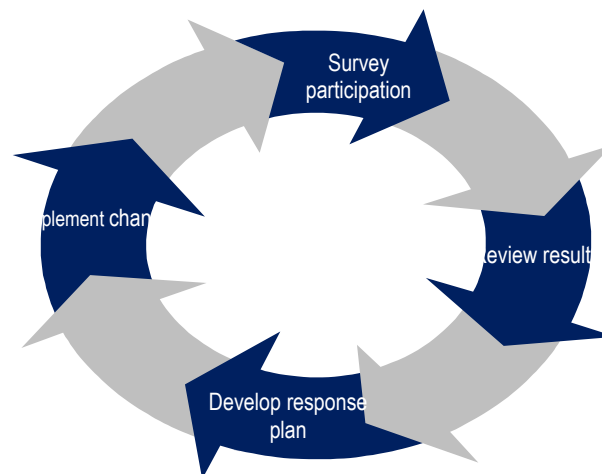 Survey
participation
plement chan
eview result
Develop response
plan